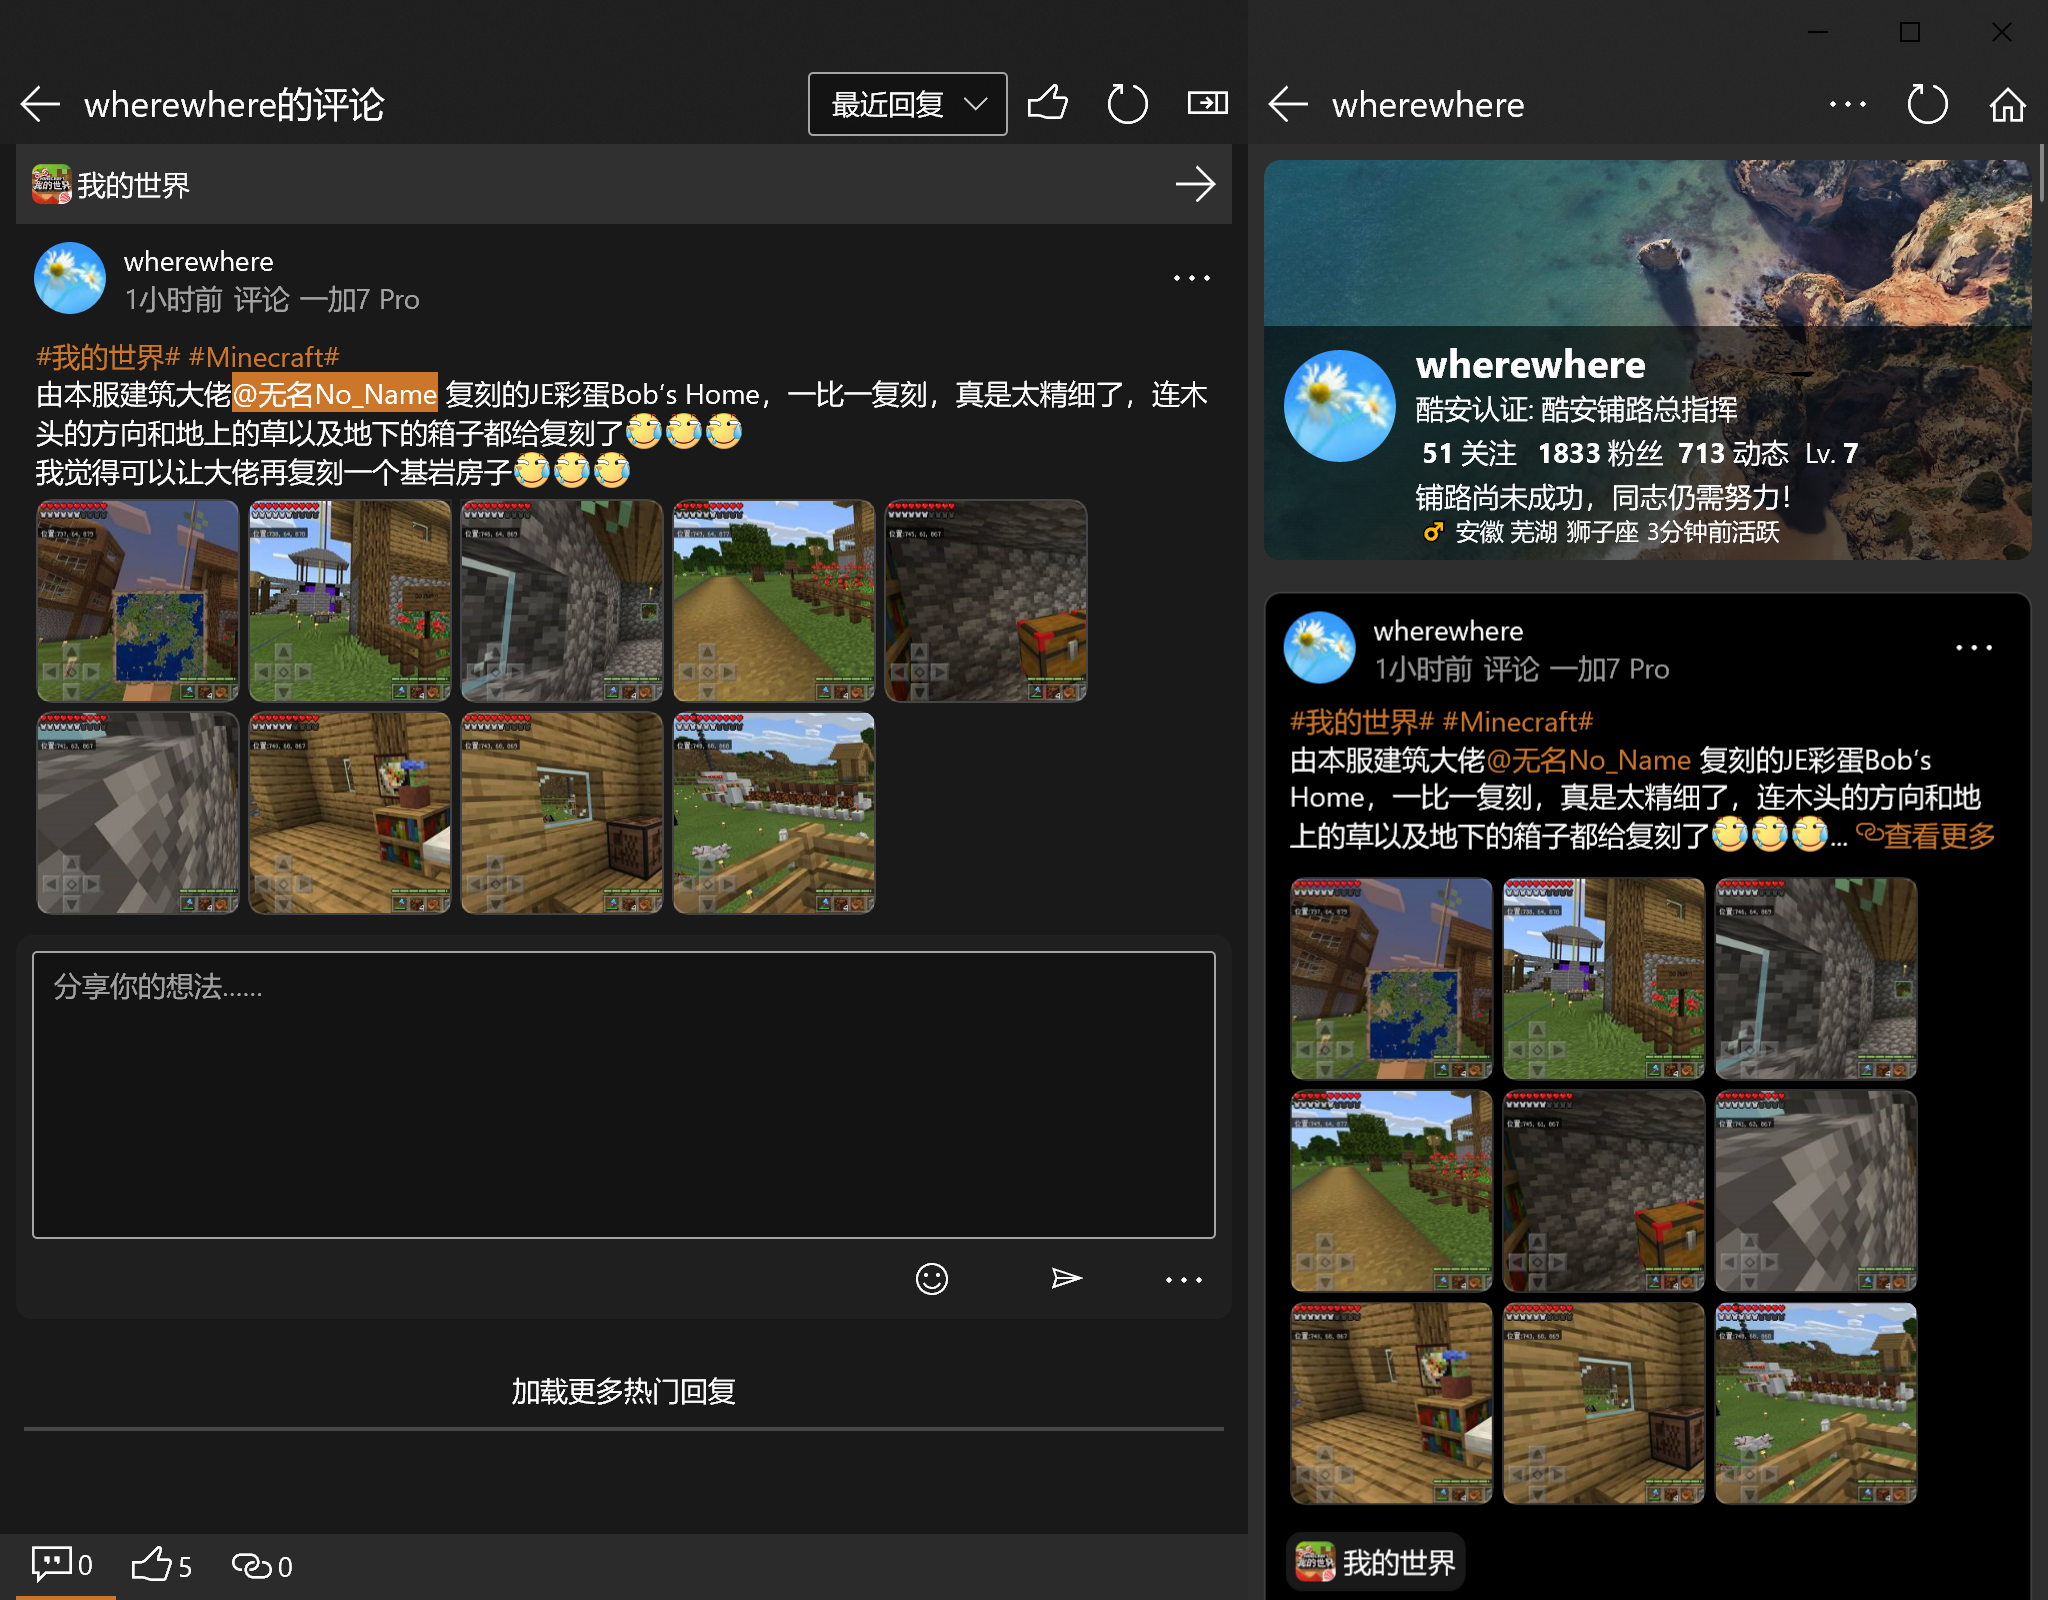 wherewhere的评论
最近回复
我的世界
wherewhere
1小时前 评论 一加7 Pro
#我的世界# #Minecraft#
由本服建筑大佬@无名No_Name 复刻的JE彩蛋Bob's Home，一比一复刻，真是太精细了，连木
头的方向和地上的草以及地下的箱子都给复刻了
我觉得可以让大佬再复刻一个基岩房子
分享你的想法......
加载更多热门回复
0
5
0
wherewhere
wherewhere
酷安认证: 酷安铺路总指挥
51 关注 1833 粉丝 713 动态 Lv. 7
铺路尚未成功，同志仍需努力！
安徽 芜湖 狮子座 3分钟前活跃
wherewhere
1小时前 评论 一加7 Pro
#我的世界# #Minecraft#
由本服建筑大佬@无名No_Name 复刻的JE彩蛋Bob's
Home，一比一复刻，真是太精细了，连木头的方向和地
上的草以及地下的箱子都给复刻了... 查看更多
我的世界